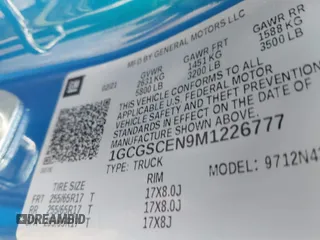 MFD BY GENERAL MOTORS LLC
02/21 GVWR GAWR FRT GAWR RR
2631 KG 1451 KG 1588 KG
5800 LB 3200 LB 3500 LB
THIS VEHICLE CONFORMS TO ALL
APPLICABLE U.S. FEDERAL MOTOR
VEHICLE SAFETY AND THEFT PREVENTION
STANDARDS IN EFFECT ON THE DATE OF
MANUFACTURE SHOWN ABOVE.
1GCGSCEN9M1226777
TYPE: TRUCK MODEL: 9712N43
TIRE SIZE RIM
FRT 255/65R17 T 17X8.0J
RR 255/65R17 T 17X8.0J
T 17X8J
DREAMBID